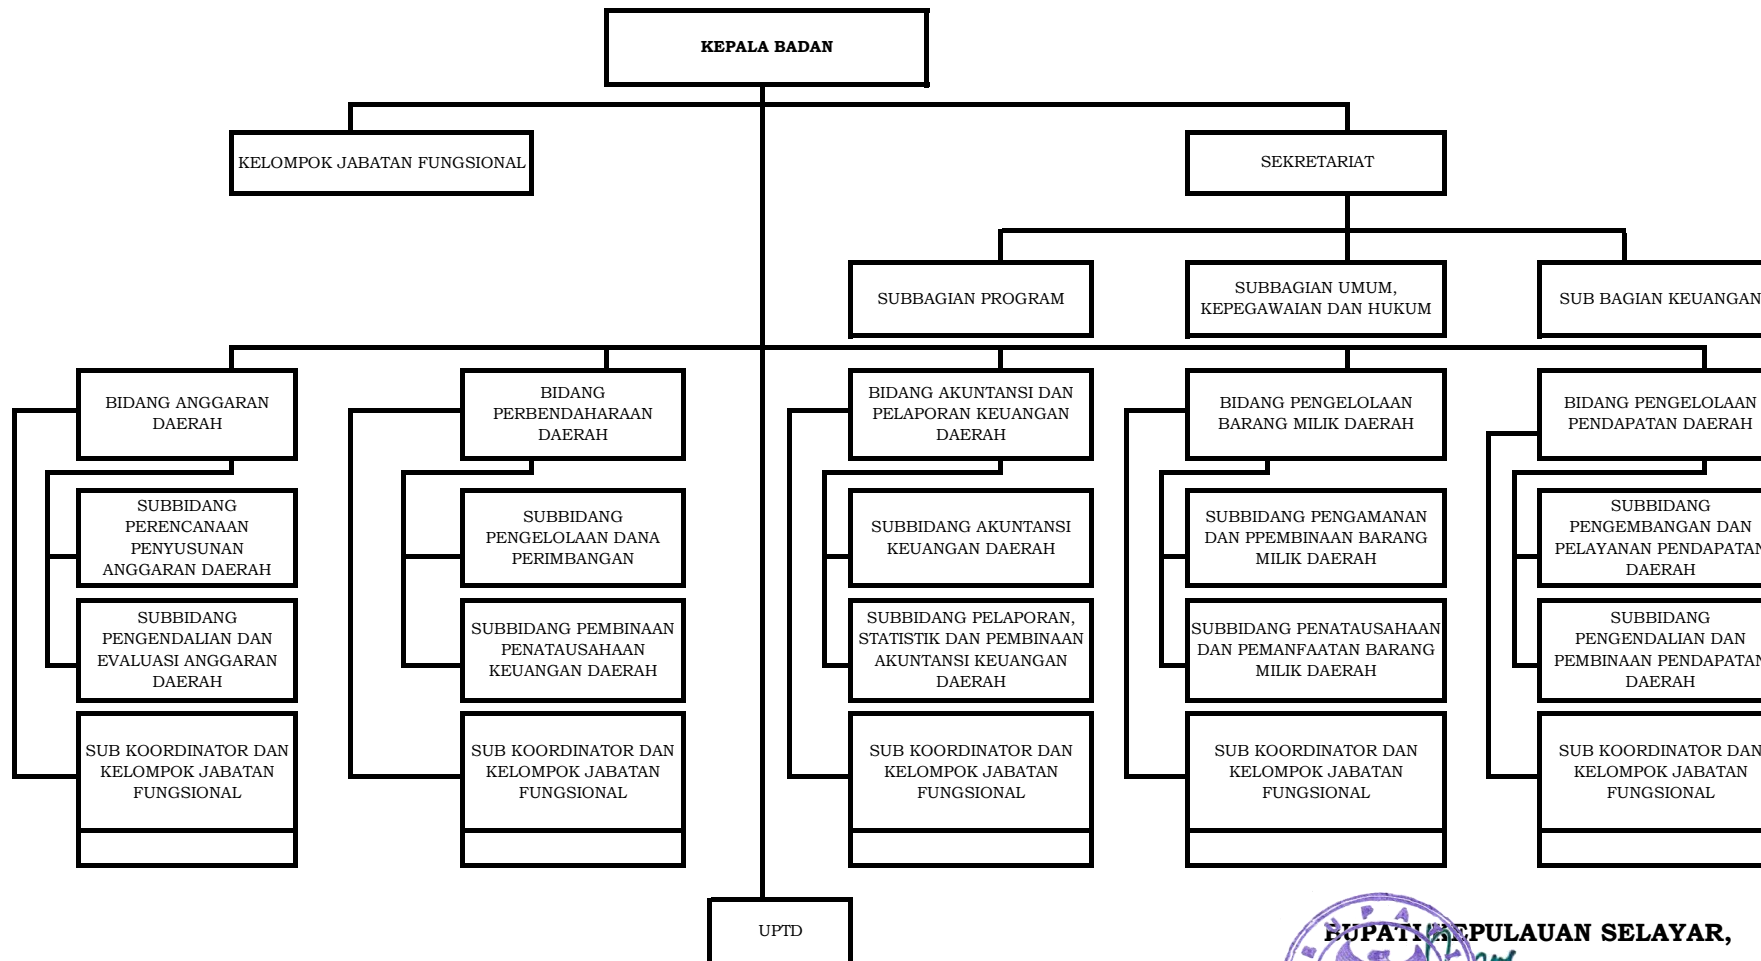 KEPALA BADAN
KELOMPOK JABATAN FUNGSIONAL
SEKRETARIAT
SUBBAGIAN PROGRAM
SUBBAGIAN UMUM,
KEPEGAWAIAN DAN HUKUM
SUB BAGIAN KEUANGAN
BIDANG ANGGARAN
DAERAH
BIDANG
PERBENDAHARAAN
DAERAH
BIDANG AKUNTANSI DAN
PELAPORAN KEUANGAN
DAERAH
BIDANG PENGELOLAAN
BARANG MILIK DAERAH
BIDANG PENGELOLAAN
PENDAPATAN DAERAH
SUBBIDANG
PERENCANAAN
PENYUSUNAN
ANGGARAN DAERAH
SUBBIDANG
PENGELOLAAN DANA
PERIMBANGAN
SUBBIDANG AKUNTANSI
KEUANGAN DAERAH
SUBBIDANG PENGAMANAN
DAN PPEMBINAAN BARANG
MILIK DAERAH
SUBBIDANG
PENGEMBANGAN DAN
PELAYANAN PENDAPATAN
DAERAH
SUBBIDANG
PENGENDALIAN DAN
EVALUASI ANGGARAN
DAERAH
SUBBIDANG PEMBINAAN
PENATAUSAHAAN
KEUANGAN DAERAH
SUBBIDANG PELAPORAN,
STATISTIK DAN PEMBINAAN
AKUNTANSI KEUANGAN
DAERAH
SUBBIDANG PENATAUSAHAAN
DAN PEMANFAATAN BARANG
MILIK DAERAH
SUBBIDANG
PENGENDALIAN DAN
PEMBINAAN PENDAPATAN
DAERAH
SUB KOORDINATOR DAN
KELOMPOK JABATAN
FUNGSIONAL
SUB KOORDINATOR DAN
KELOMPOK JABATAN
FUNGSIONAL
SUB KOORDINATOR DAN
KELOMPOK JABATAN
FUNGSIONAL
SUB KOORDINATOR DAN
KELOMPOK JABATAN
FUNGSIONAL
SUB KOORDINATOR DAN
KELOMPOK JABATAN
FUNGSIONAL
UPTD
BUPATI KEPULAUAN SELAYAR,
BUPATI